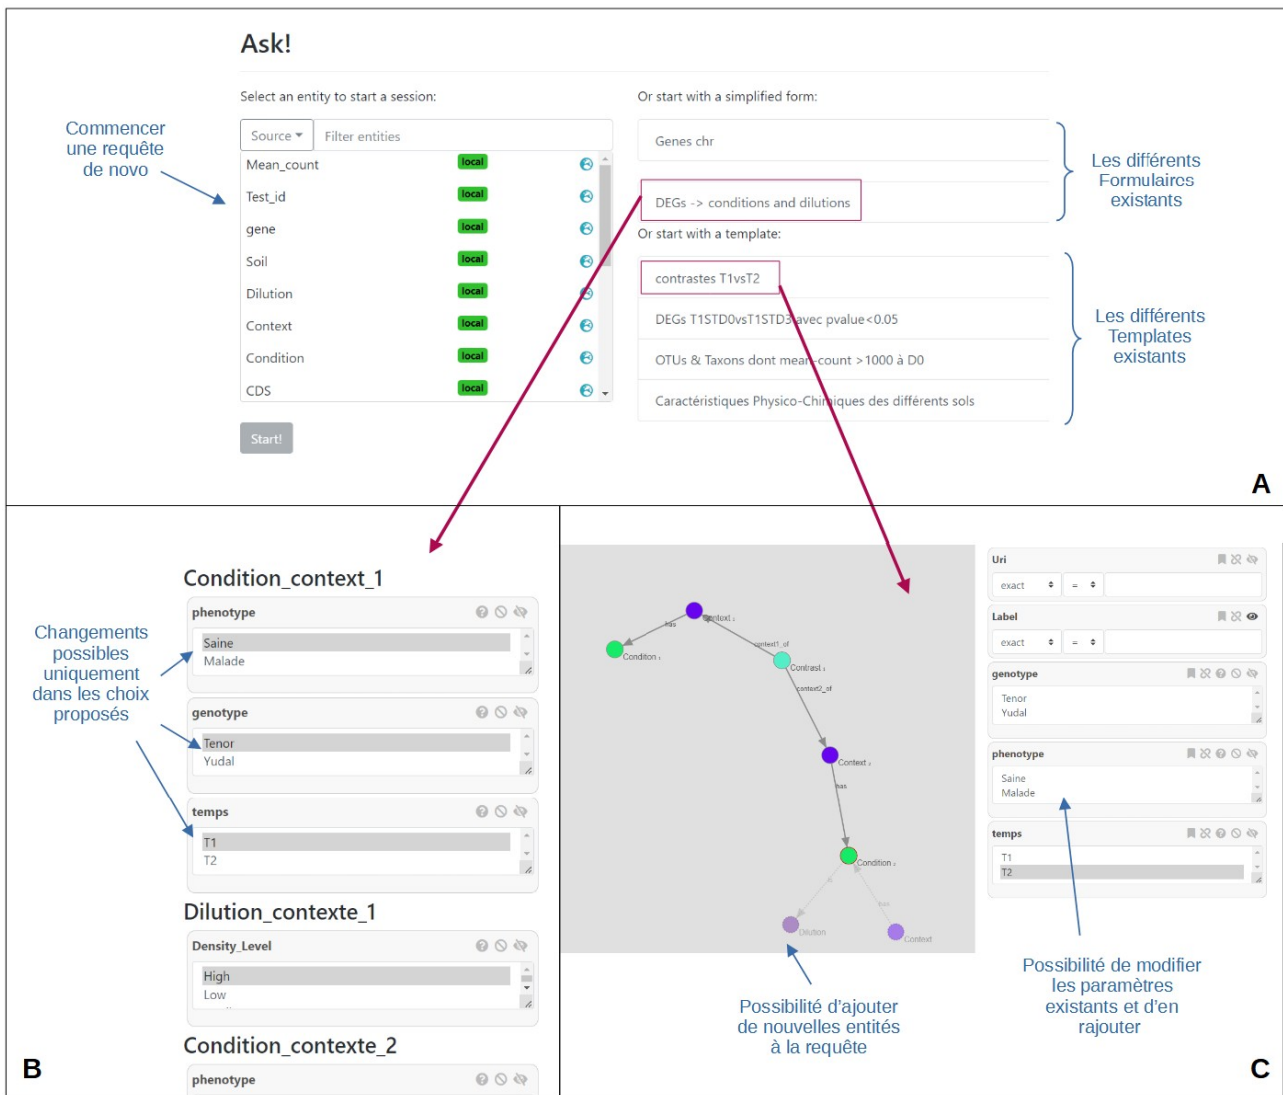 Ask!
Select an entity to start a session:
Source
Filter entities
Mean_count local
Test_id local
gene local
Soil local
Dilution local
Context local
Condition local
CDS local
Start!
Commencer
une requête
de novo
Or start with a simplified form:
Genes chr
DEGs -> conditions and dilutions
Or start with a template:
contrastes T1vsT2
DEGs T1STD0vsT1STD3 avec pvalue<0.05
OTUs & Taxons dont mean-count >1000 à D0
Caractéristiques Physico-Chimiques des différents sols
Les différents
Formulaires
existants
Les différents
Templates
existants
A
Condition_context_1
phenotype
Saine
Malade
genotype
Tenor
Yudal
temps
T1
T2
Dilution_contexte_1
Density_Level
High
Low
Condition_contexte_2
phenotype
Changements
possibles
uniquement
dans les choix
proposés
B
Context 1
has
Condition 1
context1_of
Contrast 1
context2_of
Context 2
has
Condition 2
has
Dilution
Context
Uri
exact = 
Label
exact = 
genotype
Tenor
Yudal
phenotype
Saine
Malade
temps
T1
T2
Possibilité d'ajouter
de nouvelles entités
à la requête
Possibilité de modifier
les paramètres
existants et d'en
rajouter
C